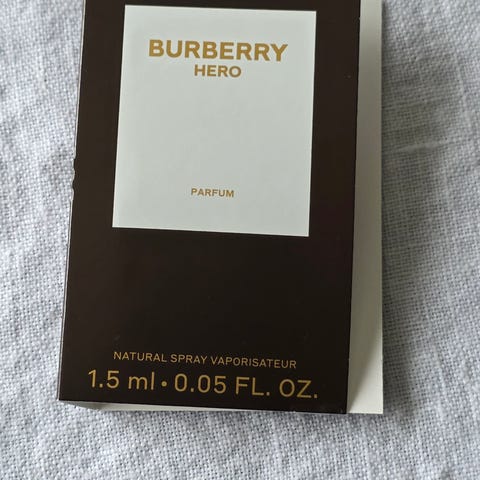 BURBERRY
HERO
PARFUM
NATURAL SPRAY VAPORISATEUR
1.5 ml • 0.05 FL. OZ.